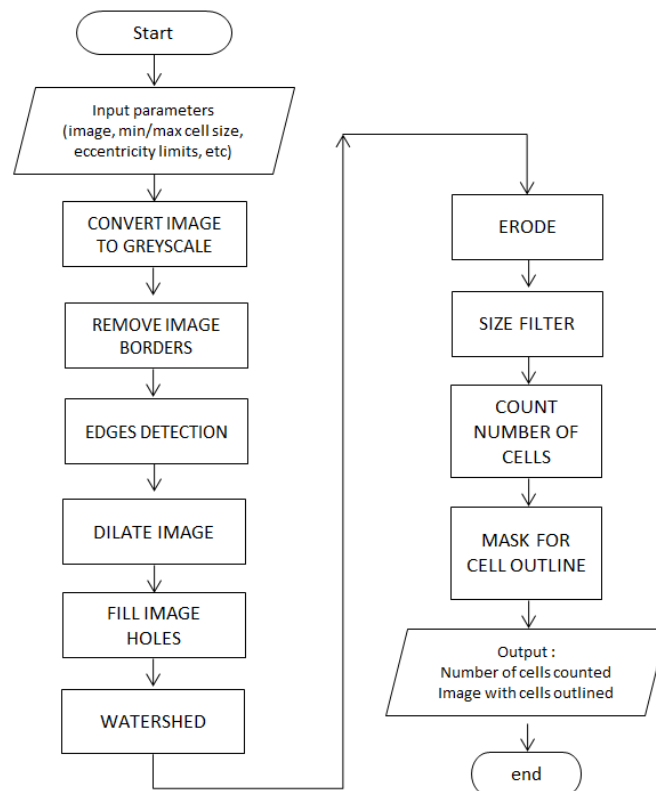 Start
Input parameters
(image, min/max cell size,
eccentricity limits, etc)
CONVERT IMAGE
TO GREYSCALE
REMOVE IMAGE
BORDERS
EDGES DETECTION
DILATE IMAGE
FILL IMAGE
HOLES
WATERSHED
ERODE
SIZE FILTER
COUNT
NUMBER OF
CELLS
MASK FOR
CELL OUTLINE
Output :
Number of cells counted
Image with cells outlined
end